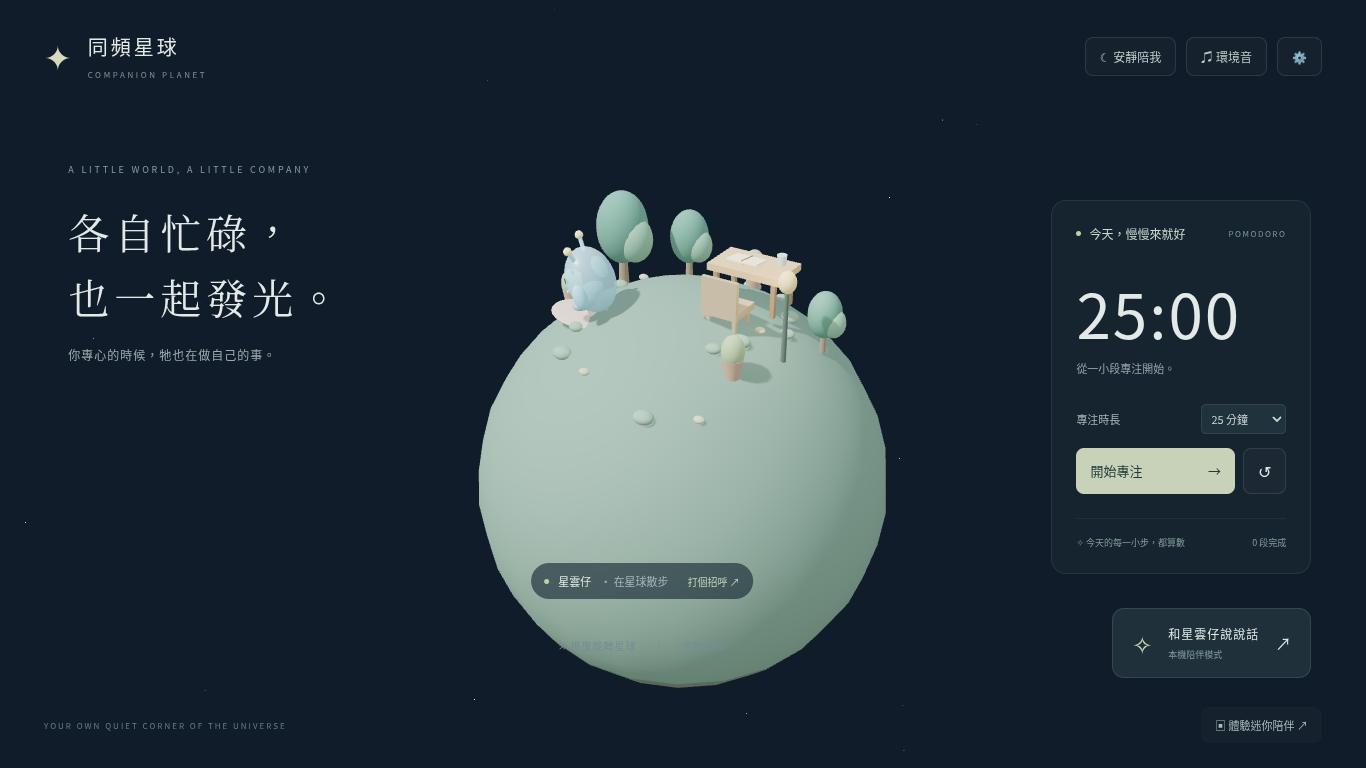 同頻星球
COMPANION PLANET
☾ 安靜陪我
♫ 環境音
A LITTLE WORLD, A LITTLE COMPANY
各自忙碌，
也一起發光。
你專心的時候，牠也在做自己的事。
今天，慢慢來就好
POMODORO
25:00
從一小段專注開始。
專注時長
25 分鐘
開始專注 →
↺
✧ 今天的每一小步，都算數
0 段完成
星雲仔 · 在星球散步 打個招呼 ↗
和星雲仔說說話 ↗
本機陪伴模式
YOUR OWN QUIET CORNER OF THE UNIVERSE
▣ 體驗迷你陪伴 ↗